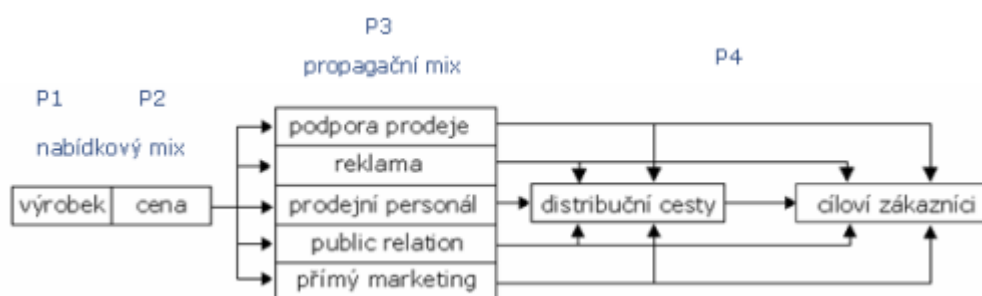 P3
propagační mix
P4
P1 P2
nabídkový mix
podpora prodeje
reklama
výrobek cena prodejní personál distribuční cesty cíloví zákazníci
public relation
přímý marketing